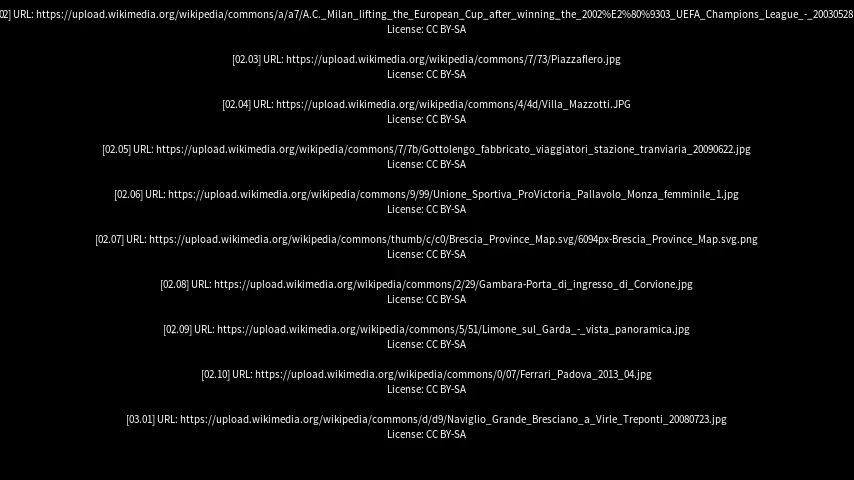 02] URL: https://upload.wikimedia.org/wikipedia/commons/a/a7/A.C._Milan_lifting_the_European_Cup_after_winning_the_2002%E2%80%9303_UEFA_Champions_League_-_20030528
License: CC BY-SA
[02.03] URL: https://upload.wikimedia.org/wikipedia/commons/7/73/Piazzaflero.jpg
License: CC BY-SA
[02.04] URL: https://upload.wikimedia.org/wikipedia/commons/4/4d/Villa_Mazzotti.JPG
License: CC BY-SA
[02.05] URL: https://upload.wikimedia.org/wikipedia/commons/7/7b/Gottolengo_fabbricato_viaggiatori_stazione_tranviaria_20090622.jpg
License: CC BY-SA
[02.06] URL: https://upload.wikimedia.org/wikipedia/commons/9/99/Unione_Sportiva_ProVictoria_Pallavolo_Monza_femminile_1.jpg
License: CC BY-SA
[02.07] URL: https://upload.wikimedia.org/wikipedia/commons/thumb/c/c0/Brescia_Province_Map.svg/6094px-Brescia_Province_Map.svg.png
License: CC BY-SA
[02.08] URL: https://upload.wikimedia.org/wikipedia/commons/2/29/Gambara-Porta_di_ingresso_di_Corvione.jpg
License: CC BY-SA
[02.09] URL: https://upload.wikimedia.org/wikipedia/commons/5/51/Limone_sul_Garda_-_vista_panoramica.jpg
License: CC BY-SA
[02.10] URL: https://upload.wikimedia.org/wikipedia/commons/0/07/Ferrari_Padova_2013_04.jpg
License: CC BY-SA
[03.01] URL: https://upload.wikimedia.org/wikipedia/commons/d/d9/Naviglio_Grande_Bresciano_a_Virle_Treponti_20080723.jpg
License: CC BY-SA